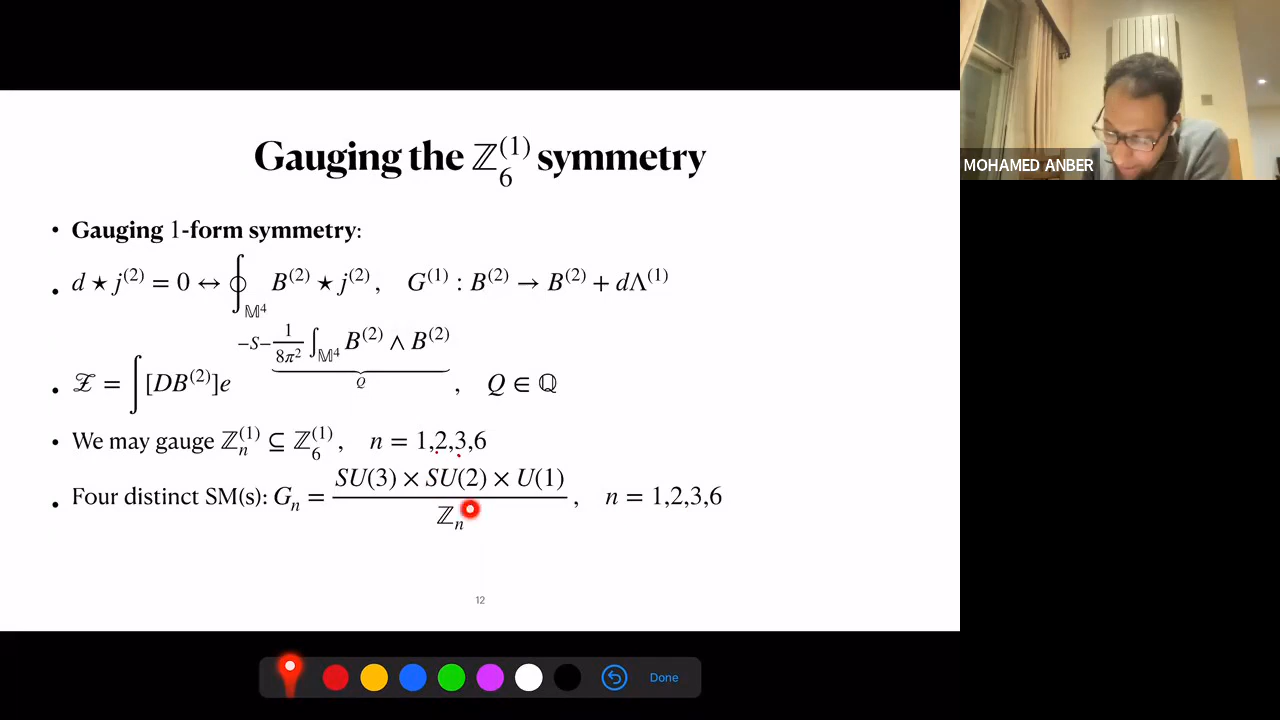 Gauging the ℤ₆⁽¹⁾ symmetry
• Gauging 1-form symmetry:
• d ⋆ j⁽²⁾ = 0 ↔ ∮_𝕄⁴ B⁽²⁾ ⋆ j⁽²⁾ , G⁽¹⁾ : B⁽²⁾ → B⁽²⁾ + dΛ⁽¹⁾
• 𝒵 = ∫ [DB⁽²⁾] e^{−S− 1/8π² ∫_𝕄⁴ B⁽²⁾ ∧ B⁽²⁾} , Q ∈ ℚ
Q
• We may gauge ℤₙ⁽¹⁾ ⊆ ℤ₆⁽¹⁾ , n = 1,2,3,6
• Four distinct SM(s): Gₙ = SU(3) × SU(2) × U(1) / ℤₙ , n = 1,2,3,6
12
MOHAMED ANBER
Done